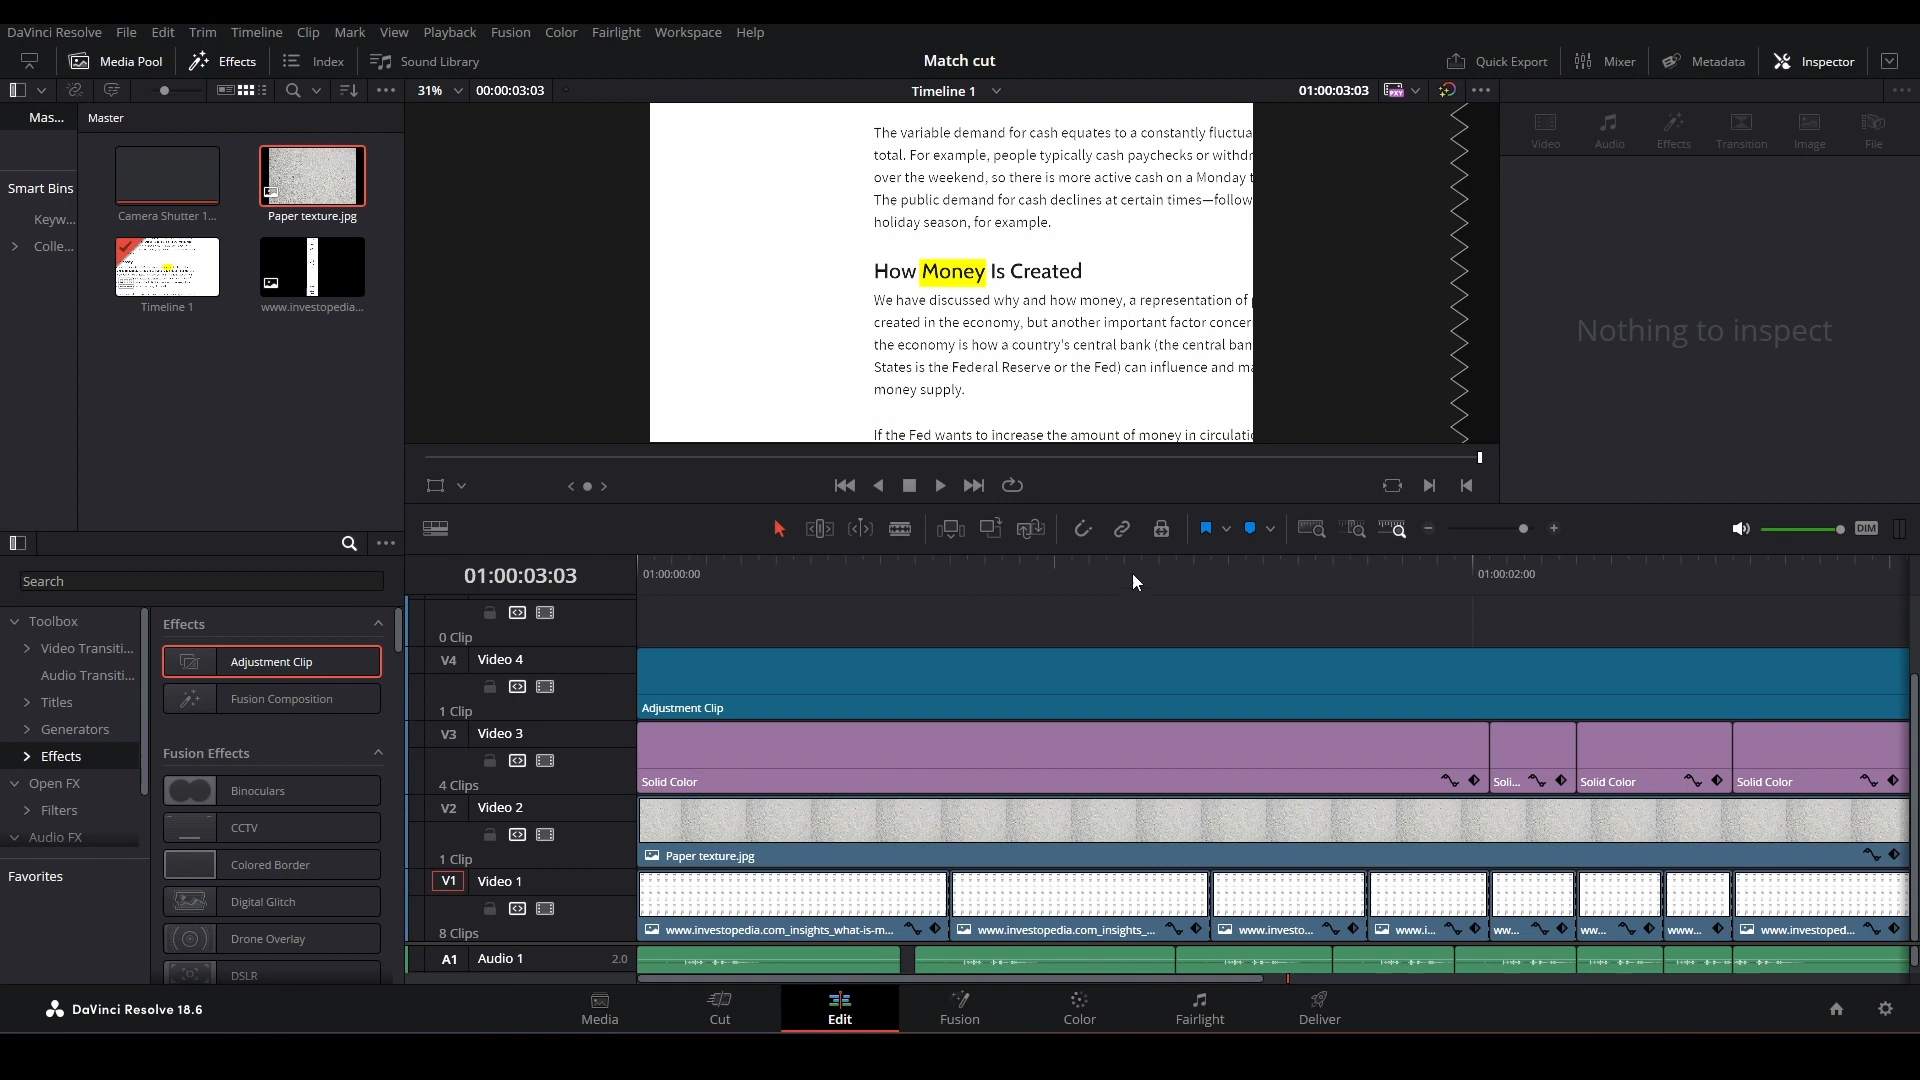 DaVinci Resolve File Edit Trim Timeline Clip Mark View Playback Fusion Color Fairlight Workspace Help
Media Pool Effects Index Sound Library Match cut Quick Export Mixer Metadata Inspector
31% 00:00:03:03 Timeline 1 01:00:03:03 PXY
Mas... Master
Smart Bins
Keyw...
Colle...
Camera Shutter 1...
Paper texture.jpg
Timeline 1
www.investopedia...
The variable demand for cash equates to a constantly fluctua
total. For example, people typically cash paychecks or withdr
over the weekend, so there is more active cash on a Monday t
The public demand for cash declines at certain times—follow
holiday season, for example.
How Money Is Created
We have discussed why and how money, a representation of
created in the economy, but another important factor concer
the economy is how a country's central bank (the central ban
States is the Federal Reserve or the Fed) can influence and ma
money supply.
If the Fed wants to increase the amount of money in circulatio
Video Audio Effects Transition Image File
Nothing to inspect
DIM
Search
Toolbox
Video Transiti...
Audio Transiti...
Titles
Generators
Effects
Open FX
Filters
Audio FX
Favorites
Effects
Adjustment Clip
Fusion Composition
Fusion Effects
Binoculars
CCTV
Colored Border
Digital Glitch
Drone Overlay
DSLR
01:00:03:03 01:00:00:00 01:00:02:00
0 Clip
V4 Video 4
1 Clip
Adjustment Clip
V3 Video 3
4 Clips
Solid Color Soli... Solid Color Solid Color
V2 Video 2
1 Clip
Paper texture.jpg
V1 Video 1
8 Clips
www.investopedia.com_insights_what-is-m... www.investopedia.com_insights_... www.investo... www.i... ww... ww... www... www.investoped...
A1 Audio 1 2.0
DaVinci Resolve 18.6
Media Cut Edit Fusion Color Fairlight Deliver